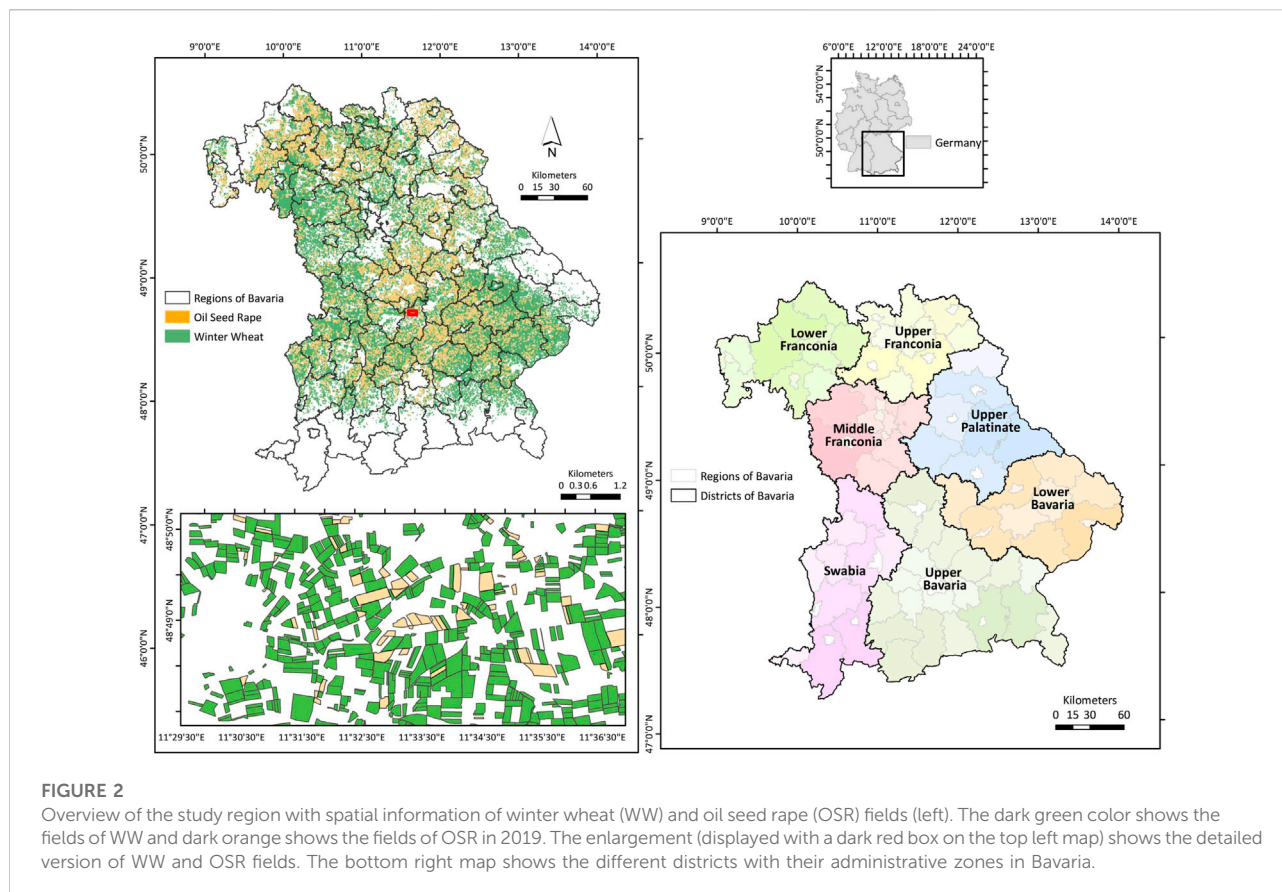 9°0'0"E 10°0'0"E 11°0'0"E 12°0'0"E 13°0'0"E 14°0'0"E
50°0'0"N
49°0'0"N
48°0'0"N
47°0'0"N
46°0'0"N
N
Kilometers
0 15 30 60
Regions of Bavaria
Oil Seed Rape
Winter Wheat
Kilometers
0 0.3 0.6 1.2
48°50'0"N
48°49'0"N
11°29'30"E 11°30'30"E 11°31'30"E 11°32'30"E 11°33'30"E 11°34'30"E 11°35'30"E 11°36'30"E
6°0'0"E 12°0'0"E 18°0'0"E 24°0'0"E
54°0'0"N
50°0'0"N
Germany
9°0'0"E 10°0'0"E 11°0'0"E 12°0'0"E 13°0'0"E 14°0'0"E
50°0'0"N
49°0'0"N
48°0'0"N
47°0'0"N
Lower
Franconia
Upper
Franconia
Middle
Franconia
Upper
Palatinate
Regions of Bavaria
Districts of Bavaria
Lower
Bavaria
Swabia
Upper
Bavaria
Kilometers
0 15 30 60
FIGURE 2
Overview of the study region with spatial information of winter wheat (WW) and oil seed rape (OSR) fields (left). The dark green color shows the
fields of WW and dark orange shows the fields of OSR in 2019. The enlargement (displayed with a dark red box on the top left map) shows the detailed
version of WW and OSR fields. The bottom right map shows the different districts with their administrative zones in Bavaria.